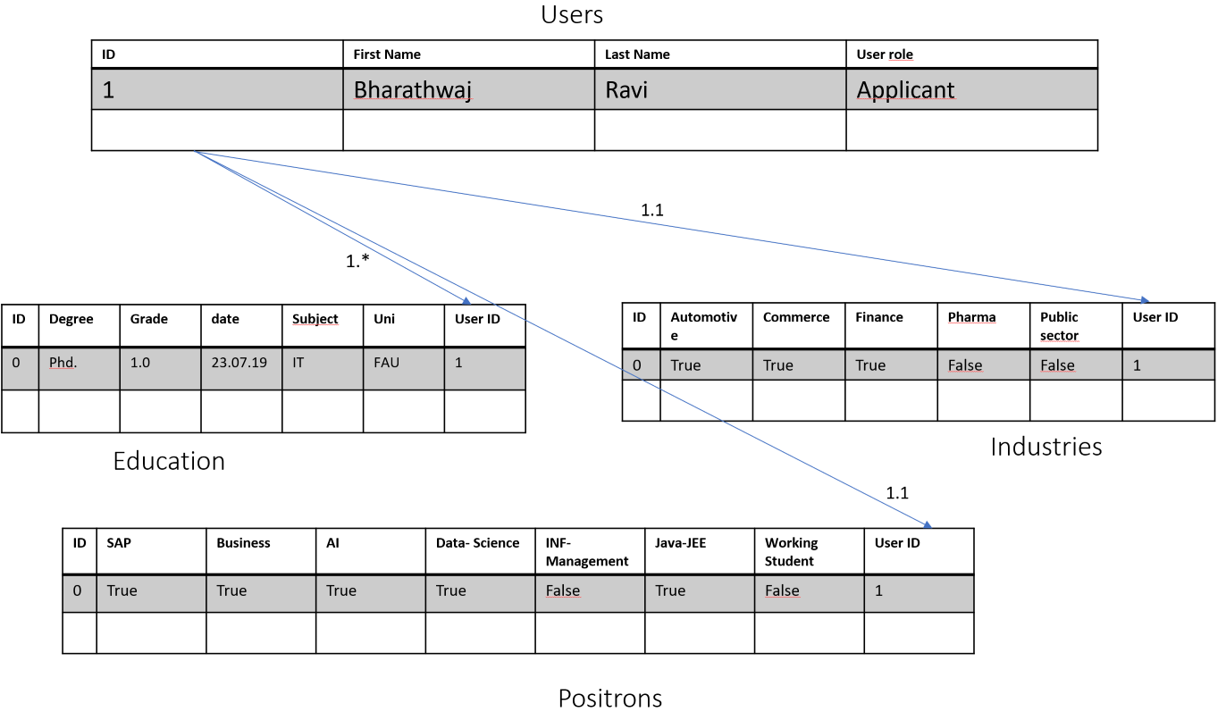 Users
ID First Name Last Name User role
1 Bharathwaj Ravi Applicant
1.1
1.*
ID Degree Grade date Subject Uni User ID
0 Phd. 1.0 23.07.19 IT FAU 1
Education
ID Automotiv Commerce Finance Pharma Public User ID
e sector
0 True True True False False 1
Industries
1.1
ID SAP Business AI Data- Science INF- Java-JEE Working User ID
Management Student
0 True True True True False True False 1
Positrons